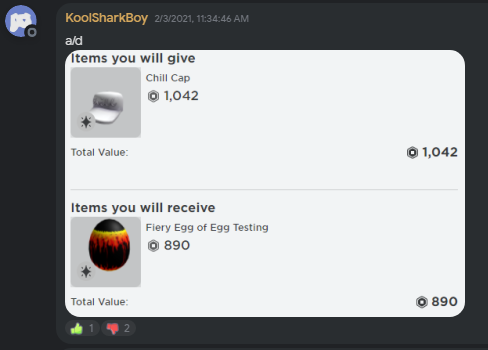 KoolSharkBoy 2/3/2021, 11:34:46 AM
a/d
Items you will give
Chill Cap
1,042
Total Value: 1,042
Items you will receive
Fiery Egg of Egg Testing
890
Total Value: 890
1 2